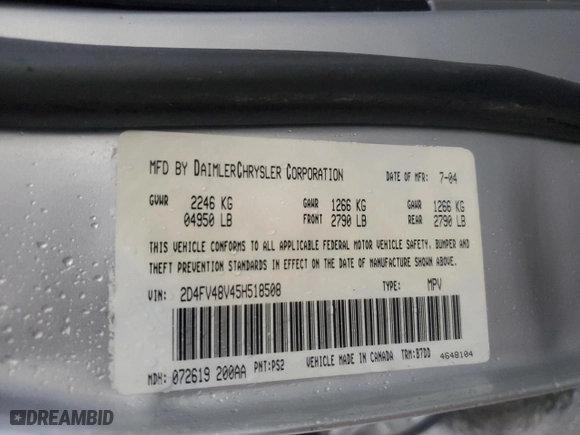 MFD BY DAIMLERCHRYSLER CORPORATION DATE OF MFR: 7-04
GVWR 2246 KG GAWR 1266 KG GAWR 1266 KG
04950 LB FRONT 2790 LB REAR 2790 LB
THIS VEHICLE CONFORMS TO ALL APPLICABLE FEDERAL MOTOR VEHICLE SAFETY, BUMPER AND
THEFT PREVENTION STANDARDS IN EFFECT ON THE DATE OF MANUFACTURE SHOWN ABOVE.
VIN: 2D4FV48V45H518508 TYPE: MPV
MDH: 072619 200AA PNT:PS2 VEHICLE MADE IN CANADA TRM:B7DD 4648104
DREAMBID